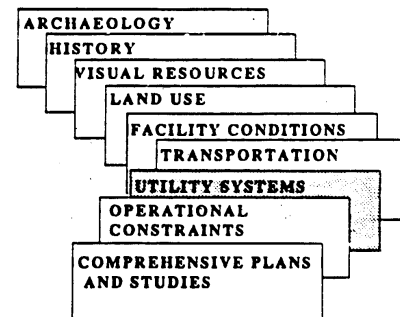 ARCHAEOLOGY
HISTORY
VISUAL RESOURCES
LAND USE
FACILITY CONDITIONS
TRANSPORTATION
UTILITY SYSTEMS
OPERATIONAL
CONSTRAINTS
COMPREHENSIVE PLANS
AND STUDIES